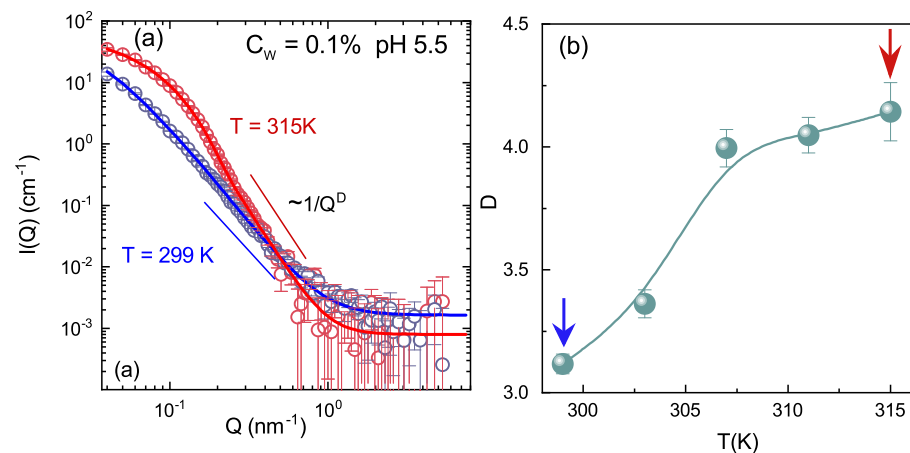 (a)
C_W = 0.1% pH 5.5
T = 315K
~1/Q^D
T = 299 K
(a)
I(Q) (cm^-1)
10^2
10^1
10^0
10^-1
10^-2
10^-3
10^-1
10^0
Q (nm^-1)
(b)
D
4.5
4.0
3.5
3.0
300
305
310
315
T(K)